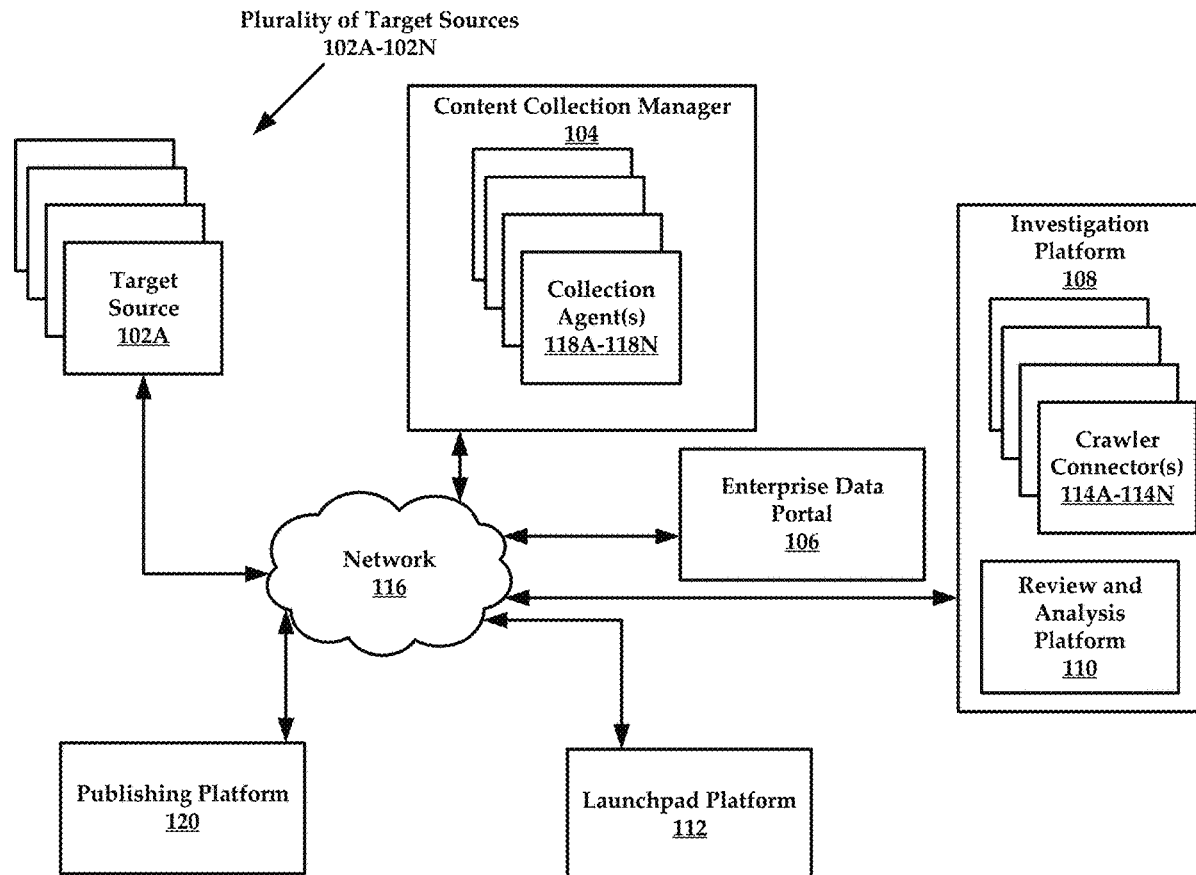 Plurality of Target Sources
102A-102N
Content Collection Manager
104
Target
Source
102A
Collection
Agent(s)
118A-118N
Investigation
Platform
108
Crawler
Connector(s)
114A-114N
Enterprise Data
Portal
106
Network
116
Review and
Analysis
Platform
110
Publishing Platform
120
Launchpad Platform
112